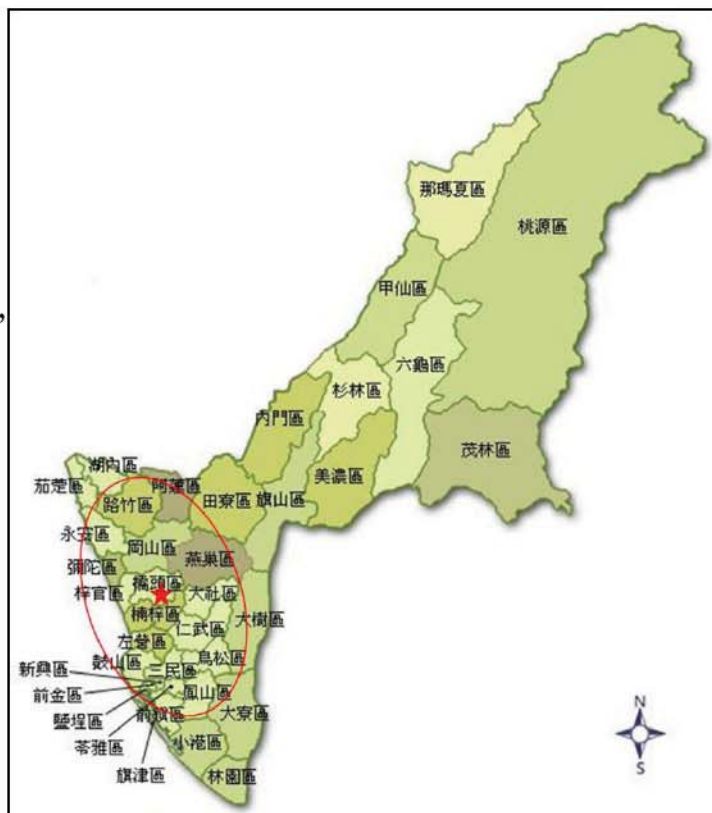 那瑪夏區
桃源區
甲仙區
六龜區
,
杉林區
內門區
茂林區
美濃區
湖內區
阿蓮區
茄萣區
路竹區
田寮區
旗山區
永安區
岡山區
燕巢區
彌陀區
橋頭區
梓官區
大社區
楠梓區
大樹區
仁武區
左營區
鳥松區
鼓山區
新興區
三民區
前金區
鳳山區
鹽埕區
前鎮區
大寮區
苓雅區
小港區
旗津區
林園區
N
S